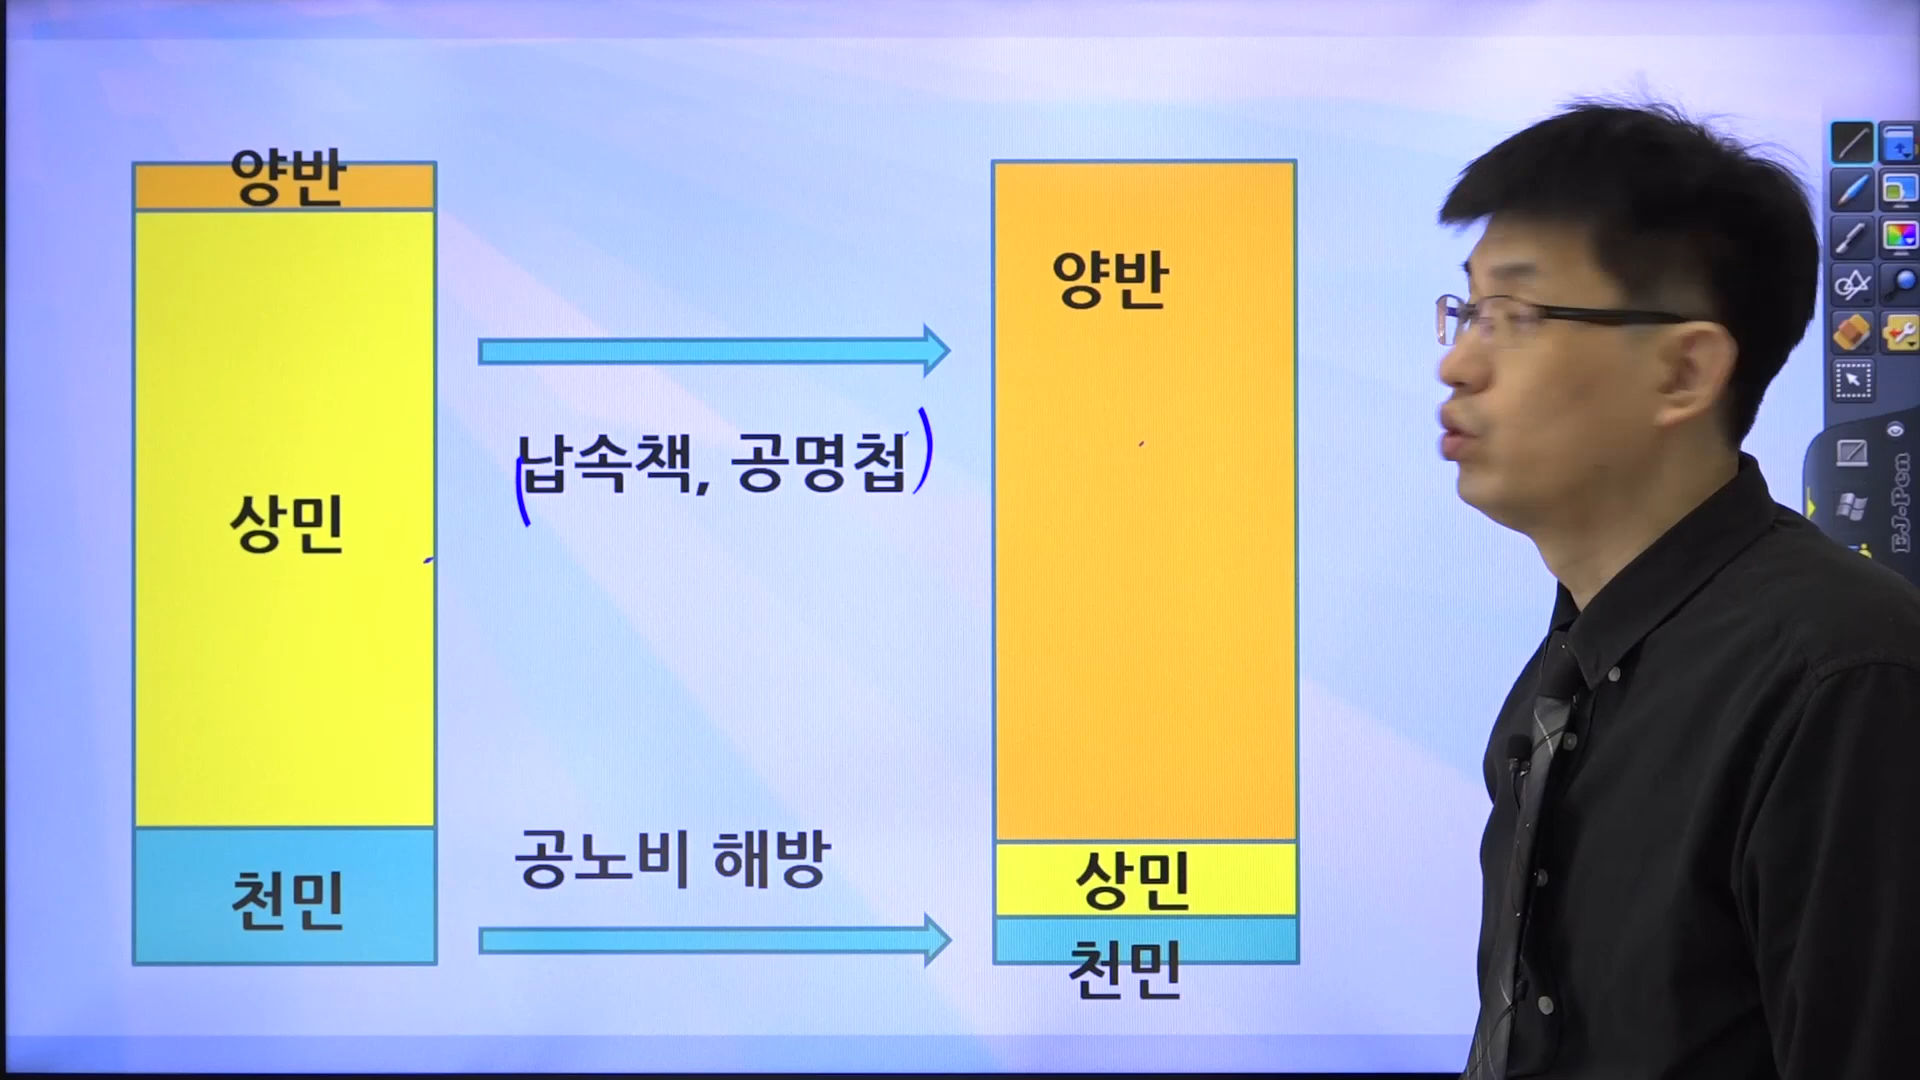 양반
상민
천민
납속책, 공명첩
공노비 해방
양반
상민
천민
EJ-Pen